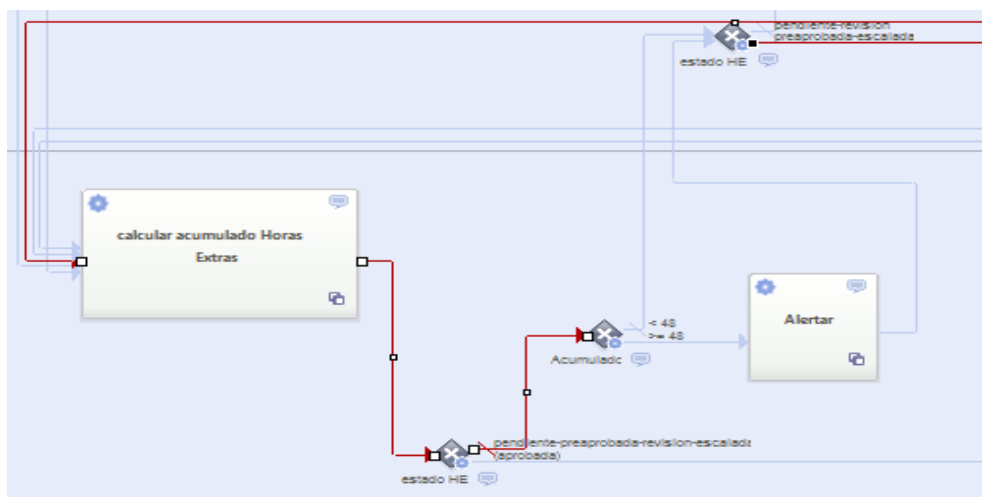 pendiente-revision
preaprobada-escalada
estado HE
calcular acumulado Horas
Extras
< 48
>= 48
Alertar
Acumuladc
pendiente-preaprobada-revision-escalada
(aprobada)
estado HE